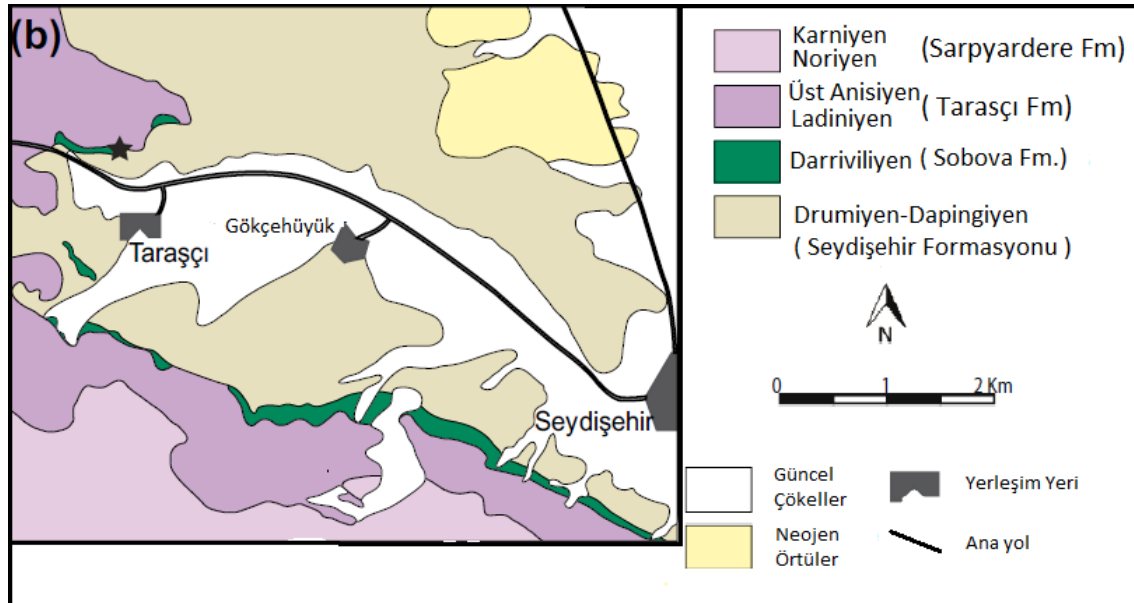 (b)
Karniyen
Noriyen
(Sarpyardere Fm)
Üst Anisiyen
Ladiniyen
( Tarasçı Fm)
Darriviliyen
( Sobova Fm.)
Drumiyen-Dapingiyen
( Seydişehir Formasyonu )
Gökçehüyük
Taraşçı
Seydişehir
N
0 1 2 Km
Güncel
Çökeller
Yerleşim Yeri
Neojen
Örtüler
Ana yol